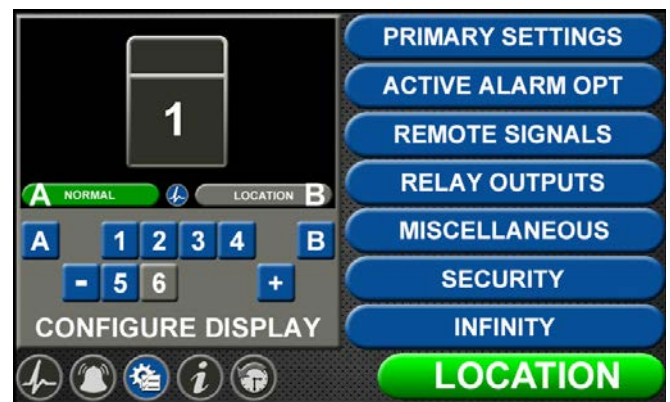 1
A NORMAL LOCATION B
A 1 2 3 4 B
- 5 6 +
CONFIGURE DISPLAY
PRIMARY SETTINGS
ACTIVE ALARM OPT
REMOTE SIGNALS
RELAY OUTPUTS
MISCELLANEOUS
SECURITY
INFINITY
i T
LOCATION